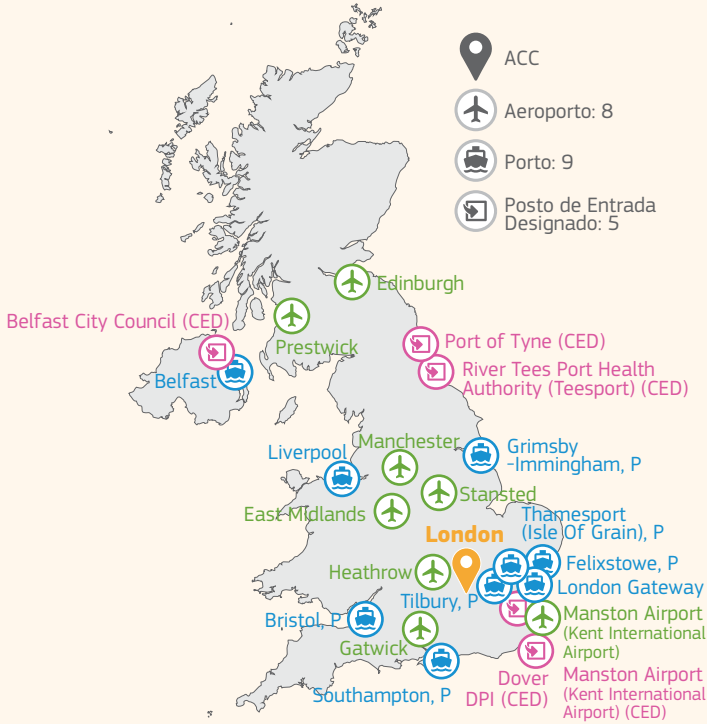 ACC
Aeroporto: 8
Porto: 9
Posto de Entrada
Designado: 5
Edinburgh
Belfast City Council (CED)
Prestwick
Port of Tyne (CED)
Belfast
River Tees Port Health
Authority (Teesport) (CED)
Manchester
Liverpool
Grimsby
-Immingham, P
Stansted
East Midlands
Thamesport
(Isle Of Grain), P
London
Felixstowe, P
Heathrow
London Gateway
Tilbury, P
Bristol, P
Manston Airport
(Kent International
Airport)
Gatwick
Dover
DPI (CED)
Manston Airport
(Kent International
Airport) (CED)
Southampton, P